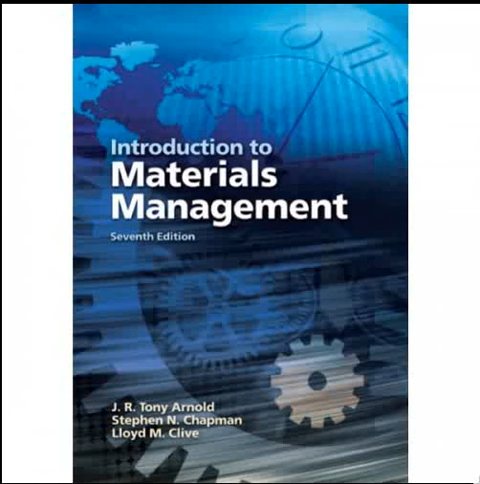 Introduction to
Materials
Management
Seventh Edition
J. R. Tony Arnold
Stephen N. Chapman
Lloyd M. Clive